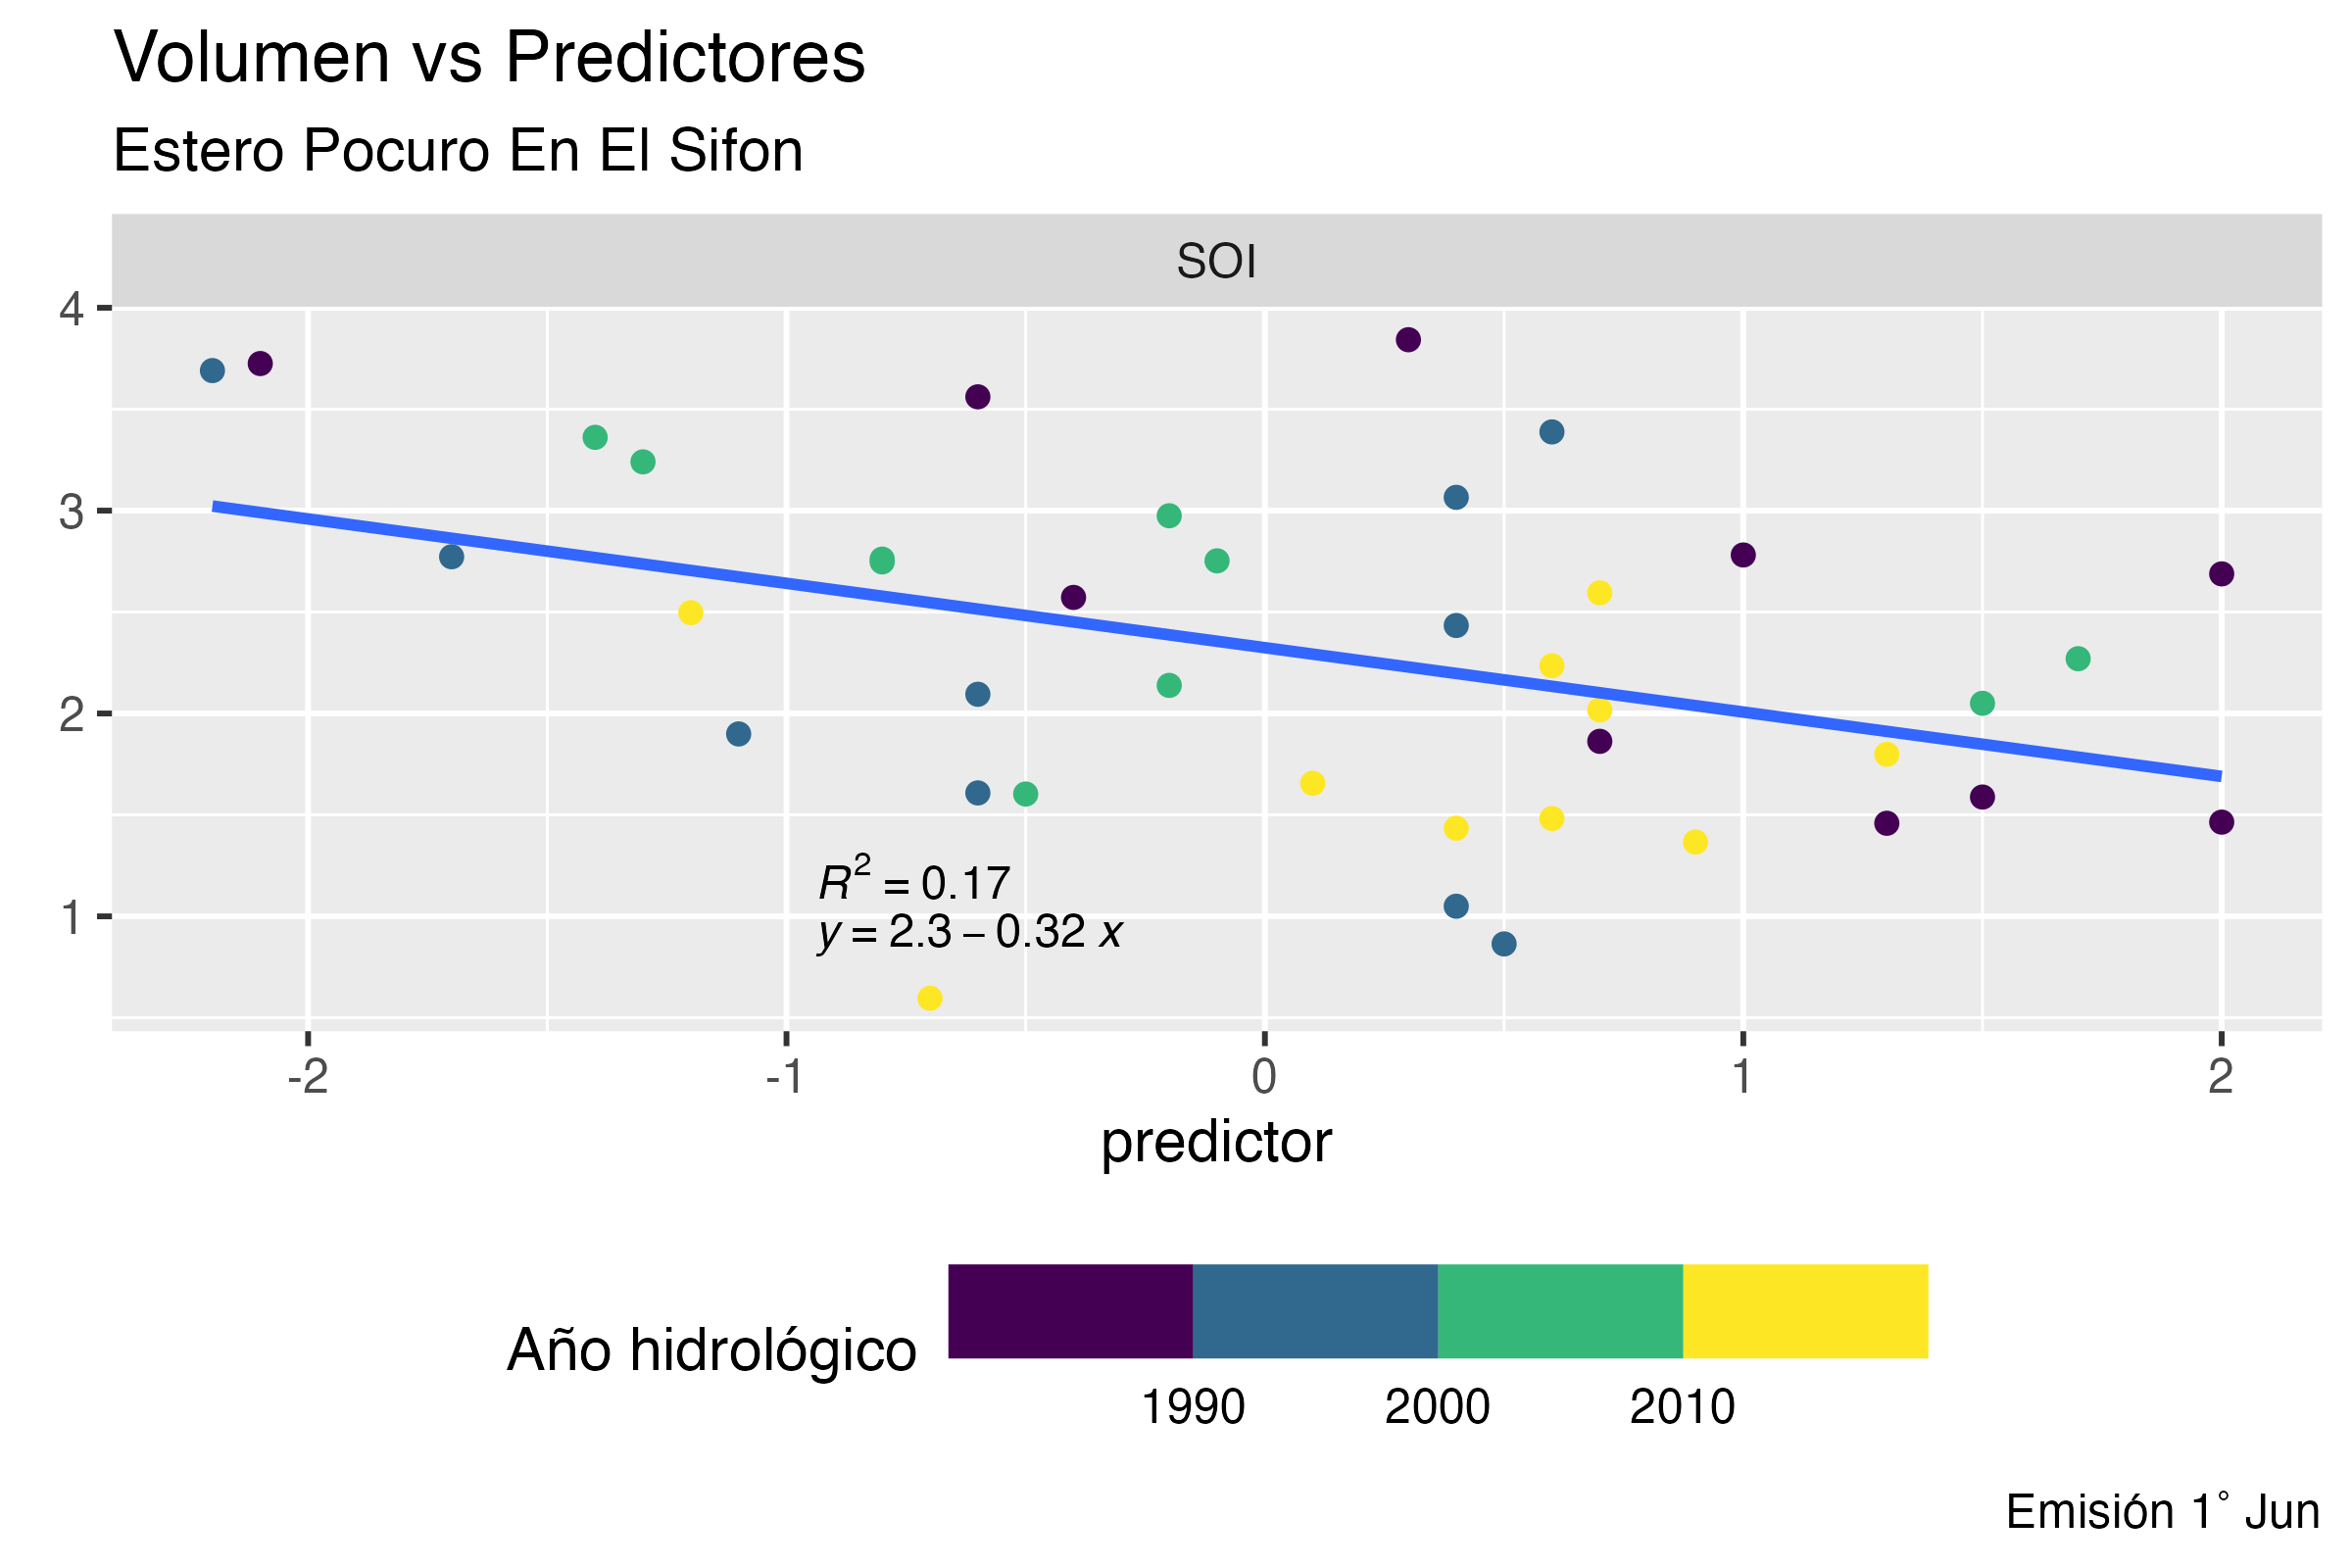 Volumen vs Predictores
Estero Pocuro En El Sifon
SOI
4
3
2
1
R² = 0.17
y = 2.3 – 0.32 x
-2 -1 0 1 2
predictor
Año hidrológico
1990 2000 2010
Emisión 1° Jun